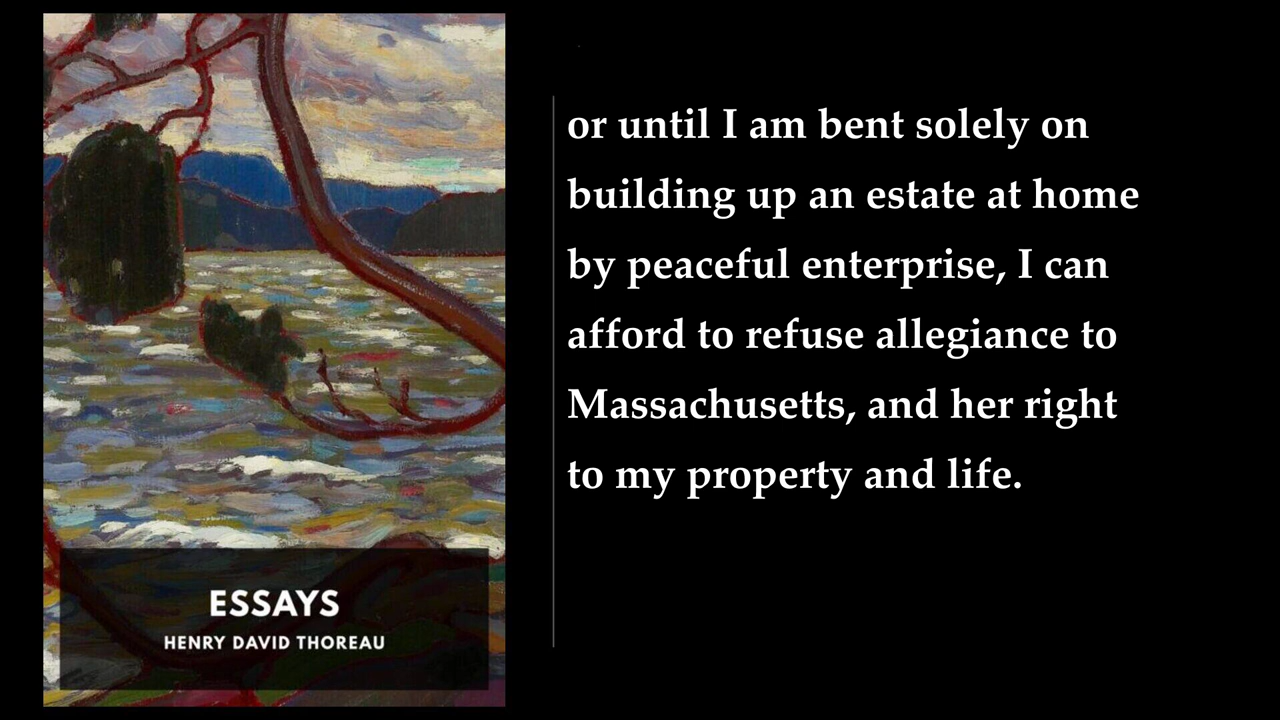 ESSAYS
HENRY DAVID THOREAU
or until I am bent solely on
building up an estate at home
by peaceful enterprise, I can
afford to refuse allegiance to
Massachusetts, and her right
to my property and life.